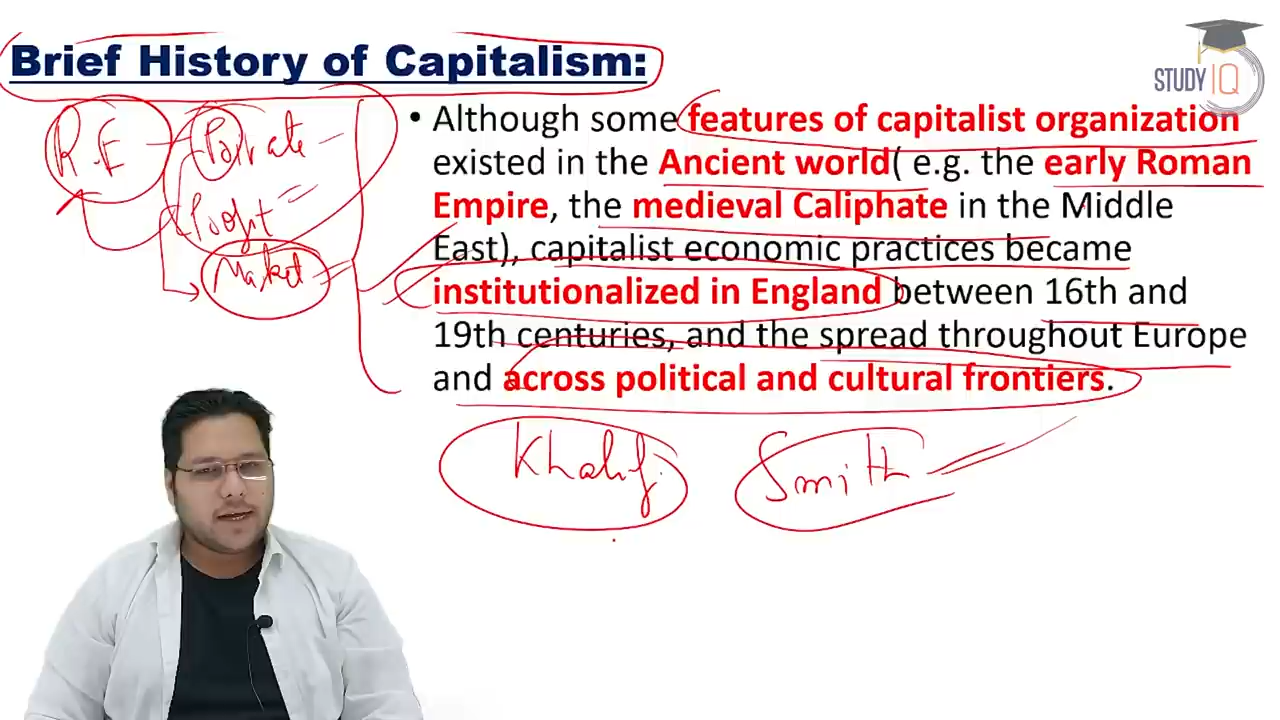 Brief History of Capitalism:
STUDY IQ
R.E
Private
Profit
Market
• Although some features of capitalist organization
existed in the Ancient world( e.g. the early Roman
Empire, the medieval Caliphate in the Middle
East), capitalist economic practices became
institutionalized in England between 16th and
19th centuries, and the spread throughout Europe
and across political and cultural frontiers.
Khalif
Smith